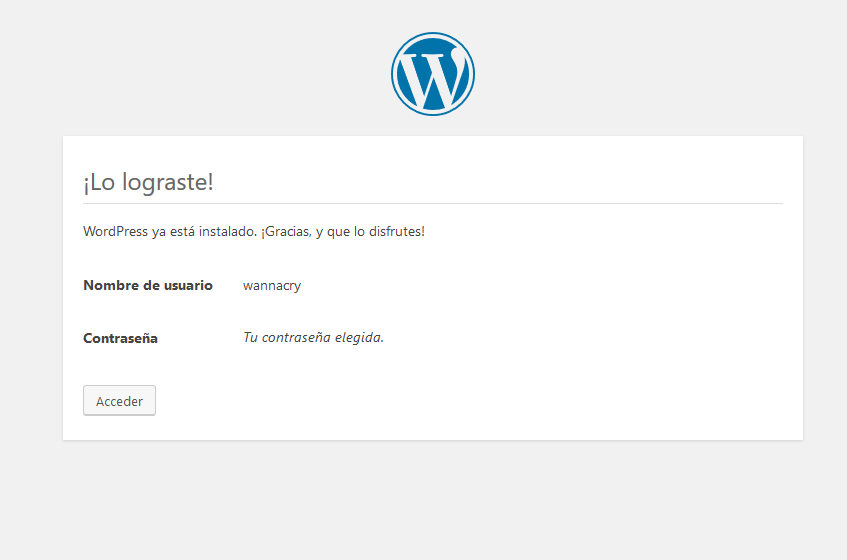 ¡Lo lograste!
WordPress ya está instalado. ¡Gracias, y que lo disfrutes!
Nombre de usuario wannacry
Contraseña Tu contraseña elegida.
Acceder